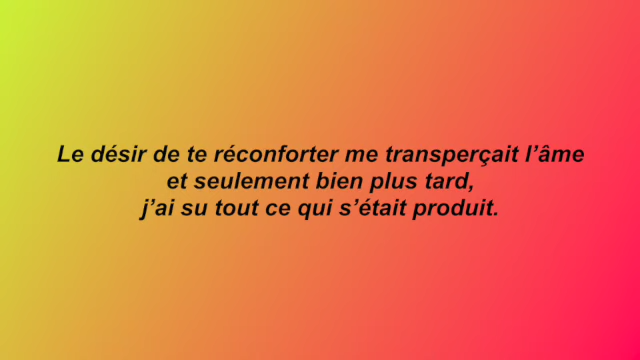 Le désir de te réconforter me transperçait l’âme
et seulement bien plus tard,
j’ai su tout ce qui s’était produit.